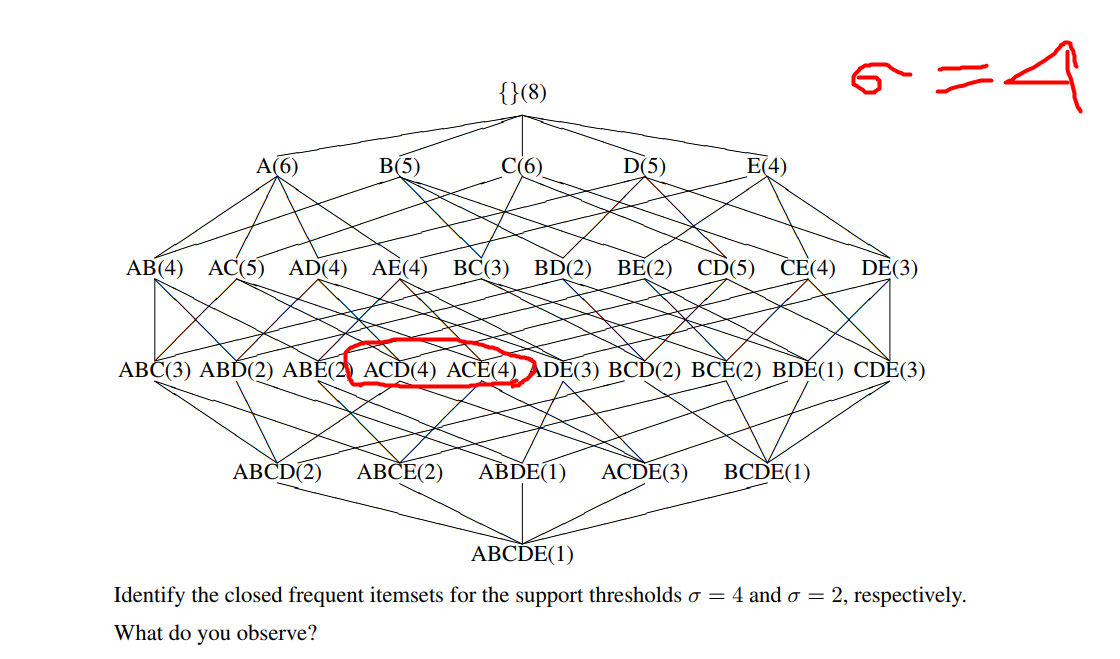 σ = 4
{}(8)
A(6) B(5) C(6) D(5) E(4)
AB(4) AC(5) AD(4) AE(4) BC(3) BD(2) BE(2) CD(5) CE(4) DE(3)
ABC(3) ABD(2) ABE(2) ACD(4) ACE(4) ADE(3) BCD(2) BCE(2) BDE(1) CDE(3)
ABCD(2) ABCE(2) ABDE(1) ACDE(3) BCDE(1)
ABCDE(1)
Identify the closed frequent itemsets for the support thresholds σ = 4 and σ = 2, respectively.
What do you observe?